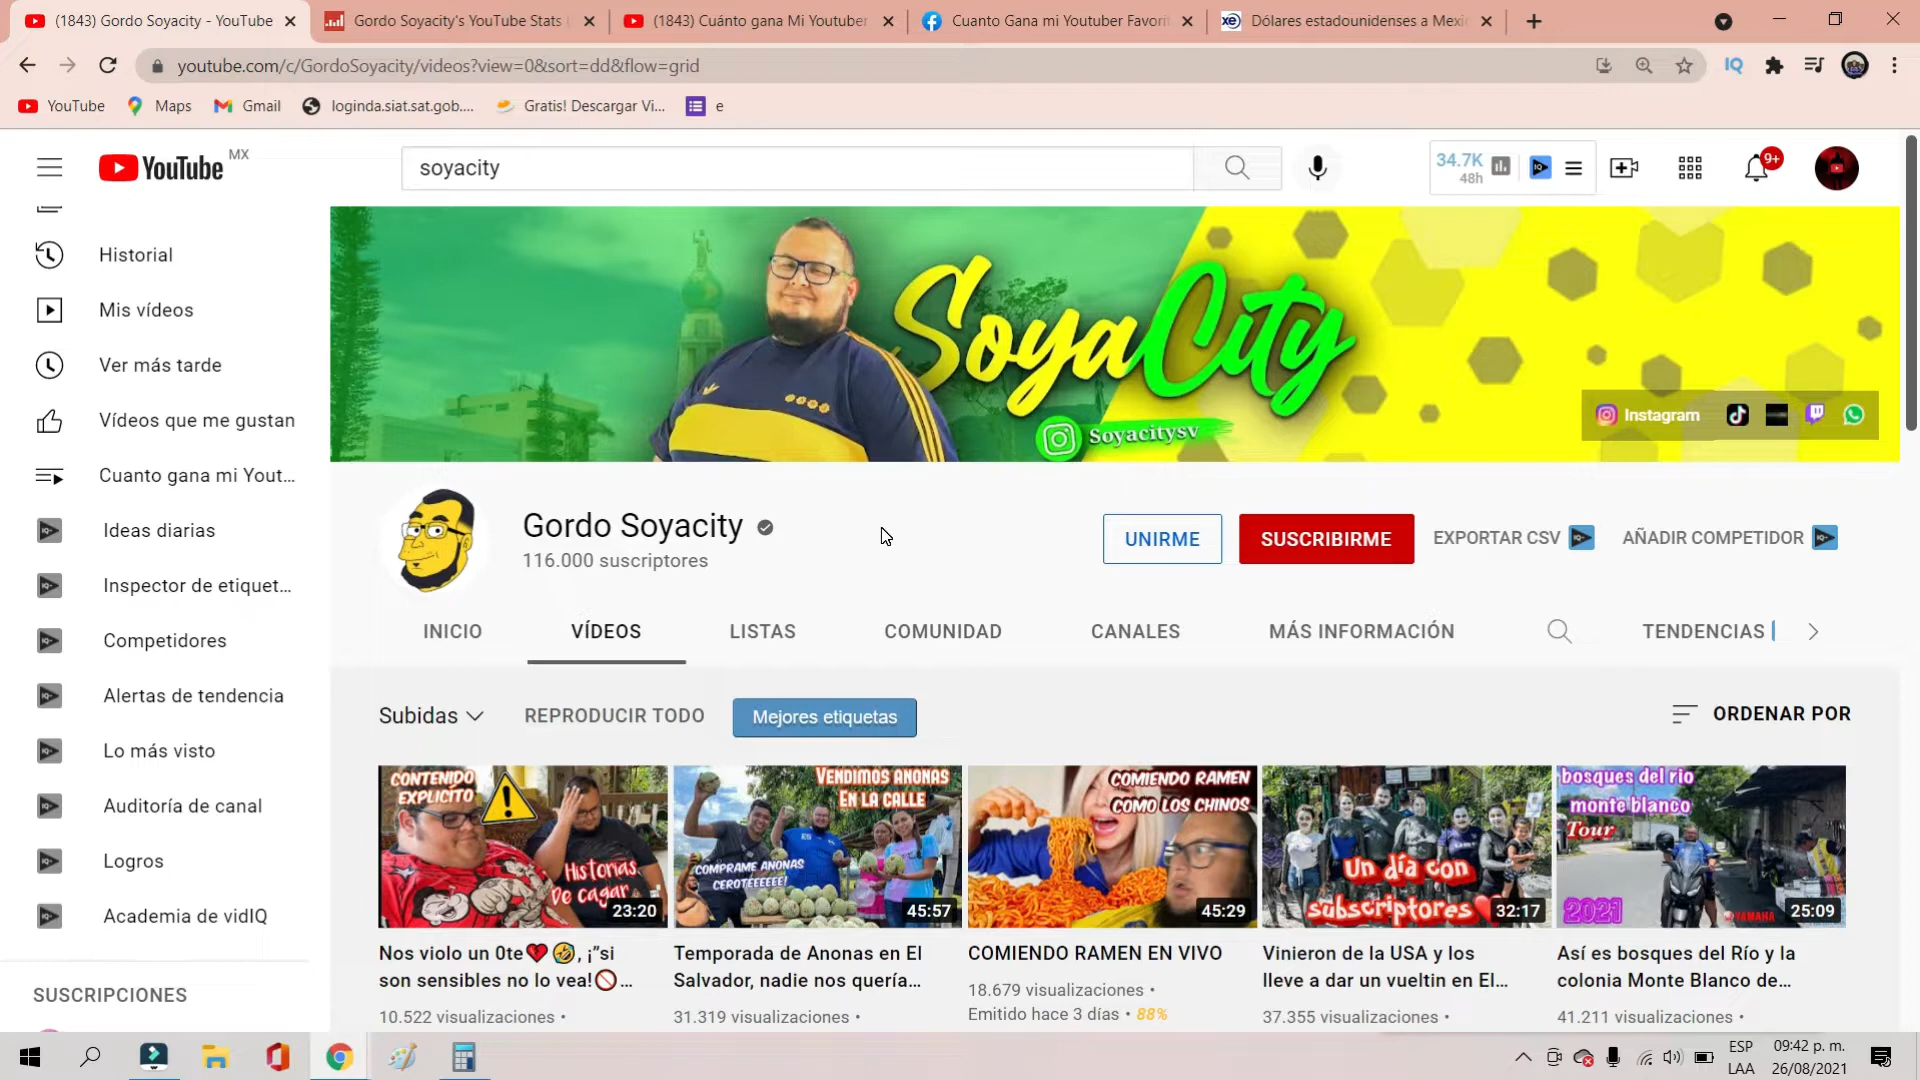 (1843) Gordo Soyacity - YouTube
Gordo Soyacity's YouTube Stats
(1843) Cuánto gana Mi Youtuber
Cuanto Gana mi Youtuber Favori
Dólares estadounidenses a Mexi
youtube.com/c/GordoSoyacity/videos?view=0&sort=dd&flow=grid
YouTube
Maps
Gmail
loginda.siat.sat.gob....
Gratis! Descargar Vi...
e
YouTube MX
soyacity
34.7K
48h
9+
Historial
Mis vídeos
Ver más tarde
Vídeos que me gustan
Cuanto gana mi Yout...
Ideas diarias
Inspector de etiquet...
Competidores
Alertas de tendencia
Lo más visto
Auditoría de canal
Logros
Academia de vidIQ
SUSCRIPCIONES
SoyaCity
Soyacitysv
Instagram
Gordo Soyacity
116.000 suscriptores
UNIRME
SUSCRIBIRME
EXPORTAR CSV
AÑADIR COMPETIDOR
INICIO
VÍDEOS
LISTAS
COMUNIDAD
CANALES
MÁS INFORMACIÓN
TENDENCIAS
Subidas
REPRODUCIR TODO
Mejores etiquetas
ORDENAR POR
CONTENIDO
EXPLICITO
Historias
De cagar
23:20
Nos violo un 0te💔🤣, ¡"si
son sensibles no lo vea!🚫...
10.522 visualizaciones •
VENDIMOS ANONAS
EN LA CALLE
COMPRAME ANONAS
CEROTEEEEEE!
45:57
Temporada de Anonas en El
Salvador, nadie nos quería...
31.319 visualizaciones •
COMIENDO RAMEN
COMO LOS CHINOS
45:29
COMIENDO RAMEN EN VIVO
18.679 visualizaciones •
Emitido hace 3 días • 88%
Un día con
subscriptores
32:17
Vinieron de la USA y los
lleve a dar un vueltin en El...
37.355 visualizaciones •
bosques del rio
monte blanco
Tour
2021
YAMAHA
25:09
Así es bosques del Río y la
colonia Monte Blanco de...
41.211 visualizaciones •
ESP
LAA
09:42 p. m.
26/08/2021